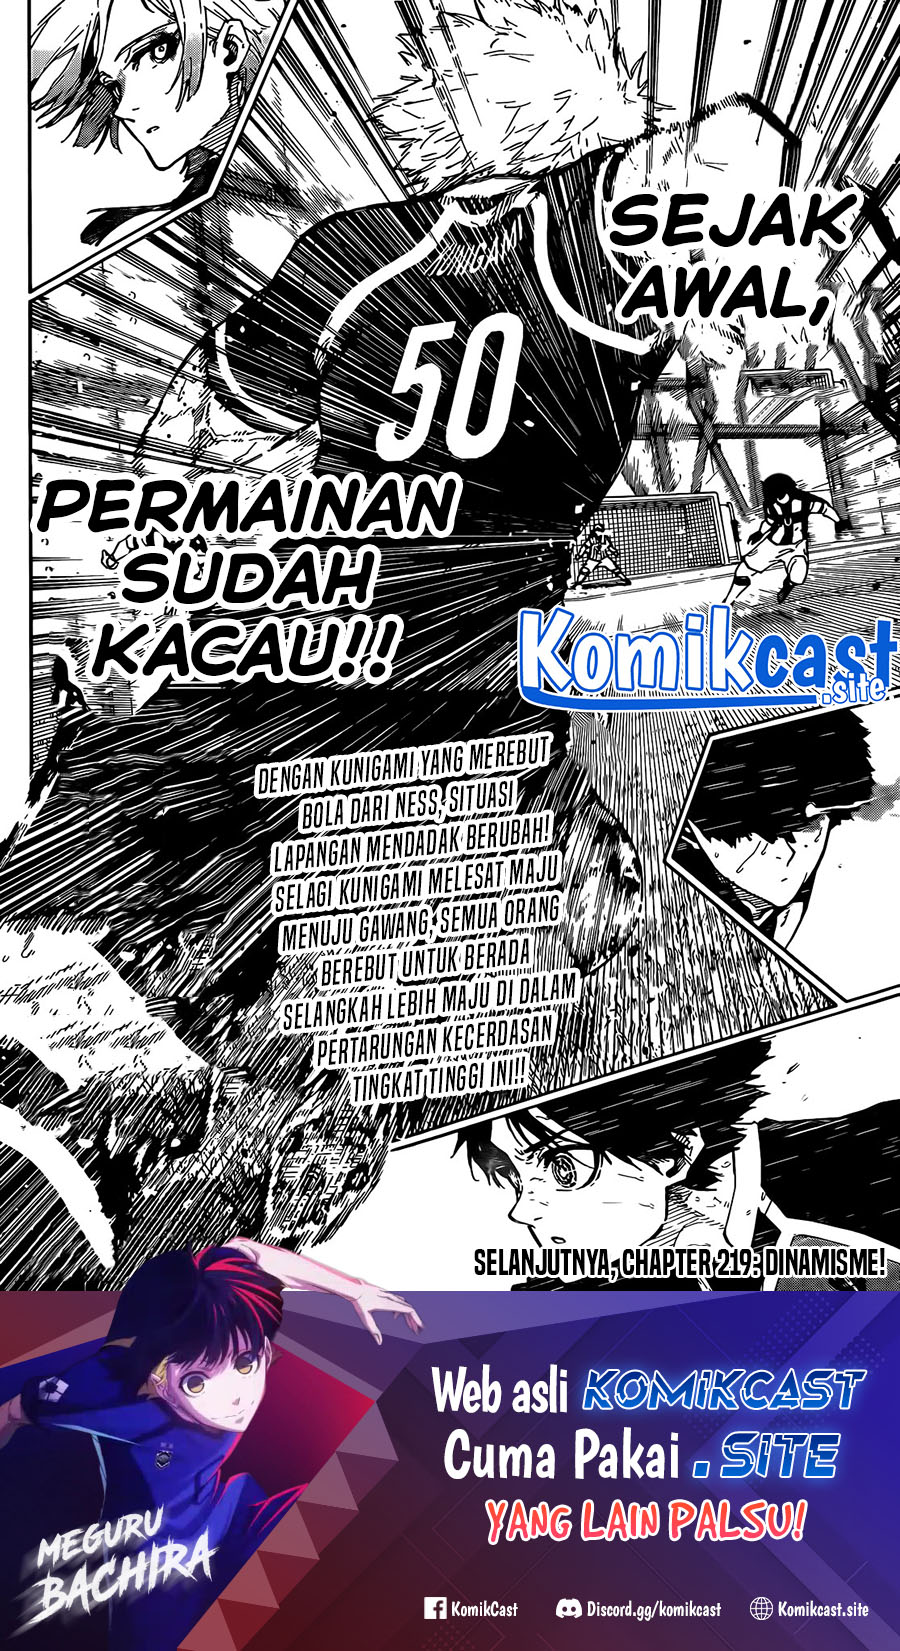 KUNIGAMI
50
SEJAK
AWAL,
PERMAINAN
SUDAH
KACAU!!
Komikcast
.site
DENGAN KUNIGAMI YANG MEREBUT
BOLA DARI NESS, SITUASI
LAPANGAN MENDADAK BERUBAH!
SELAGI KUNIGAMI MELESAT MAJU
MENUJU GAWANG, SEMUA ORANG
BEREBUT UNTUK BERADA
SELANGKAH LEBIH MAJU DI DALAM
PERTARUNGAN KECERDASAN
TINGKAT TINGGI INI!!
SELANJUTNYA, CHAPTER 219: DINAMISME!
Web asli KOMIKCAST
Cuma Pakai .SITE
YANG LAIN PALSU!
MEGURU
BACHIRA
KomikCast
Discord.gg/komikcast
Komikcast.site